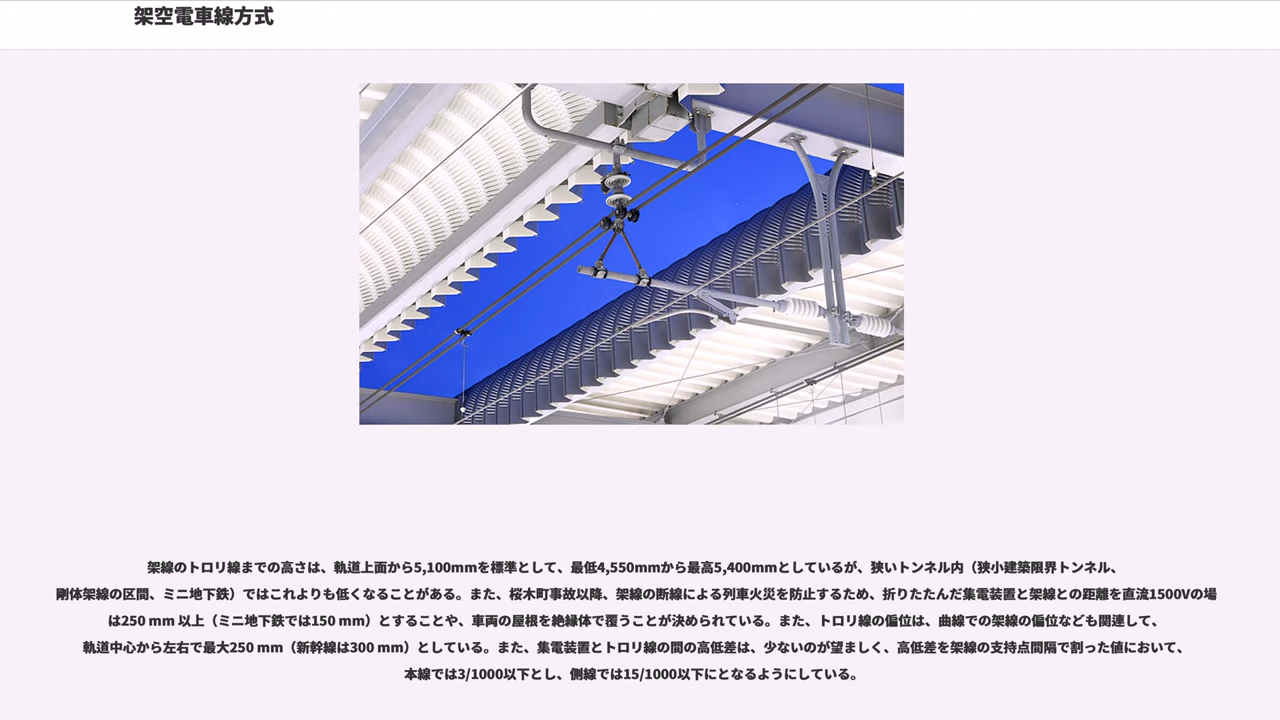 架空電車線方式
架線のトロリ線までの高さは、軌道上面から5,100mmを標準として、最低4,550mmから最高5,400mmとしているが、狭いトンネル内（狭小建築限界トンネル、
剛体架線の区間、ミニ地下鉄）ではこれよりも低くなることがある。また、桜木町事故以降、架線の断線による列車火災を防止するため、折りたたんだ集電装置と架線との距離を直流1500Vの場
は250 mm 以上（ミニ地下鉄では150 mm）とすることや、車両の屋根を絶縁体で覆うことが決められている。また、トロリ線の偏位は、曲線での架線の偏位なども関連して、
軌道中心から左右で最大250 mm（新幹線は300 mm）としている。また、集電装置とトロリ線の間の高低差は、少ないのが望ましく、高低差を架線の支持点間隔で割った値において、
本線では3/1000以下とし、側線では15/1000以下にとなるようにしている。